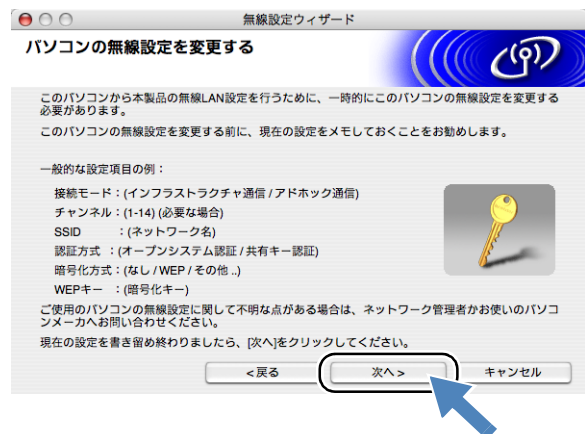 無線設定ウィザード
パソコンの無線設定を変更する
このパソコンから本製品の無線LAN設定を行うために、一時的にこのパソコンの無線設定を変更する
必要があります。
このパソコンの無線設定を変更する前に、現在の設定をメモしておくことをお勧めします。
一般的な設定項目の例：
接続モード：(インフラストラクチャ通信 / アドホック通信)
チャンネル：(1-14) (必要な場合)
SSID ：(ネットワーク名)
認証方式 ：(オープンシステム認証 / 共有キー認証)
暗号化方式：(なし / WEP / その他 ..)
WEPキー ：(暗号化キー)
ご使用のパソコンの無線設定に関して不明な点がある場合は、ネットワーク管理者かお使いのパソコ
ンメーカへお問い合わせください。
現在の設定を書き留め終わりましたら、[次へ]をクリックしてください。
<戻る 次へ > キャンセル